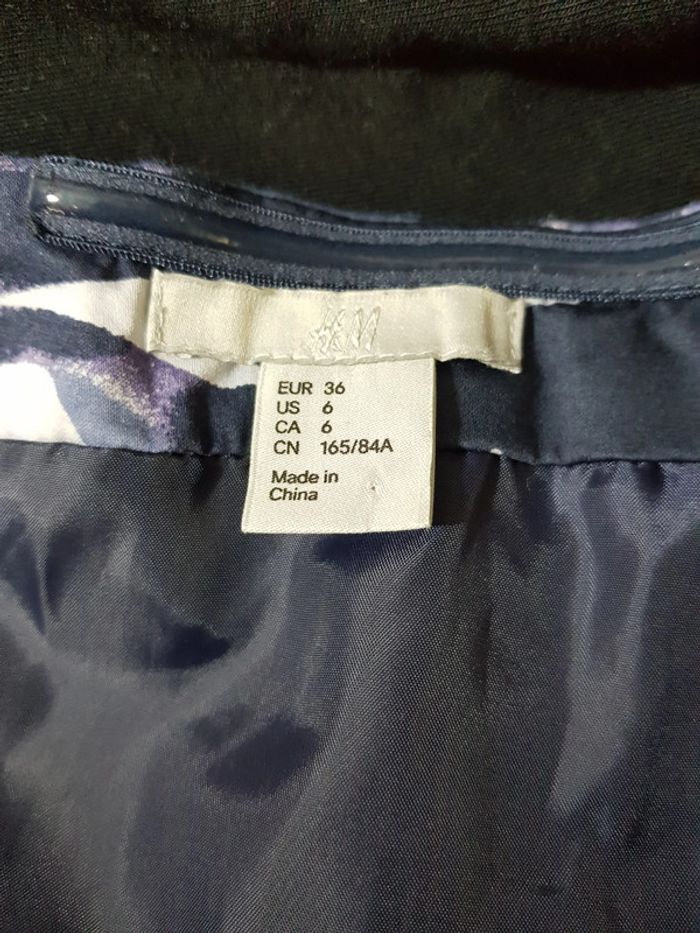 H&M
EUR 36
US 6
CA 6
CN 165/84A
Made in
China